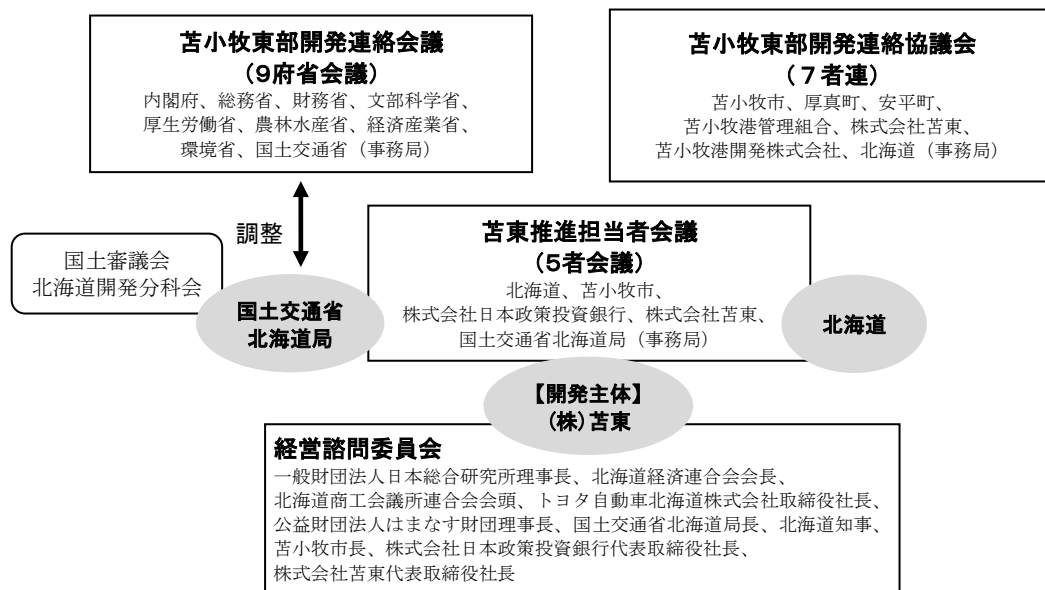 苫小牧東部開発連絡会議
(9府省会議)
内閣府、総務省、財務省、文部科学省、
厚生労働省、農林水産省、経済産業省、
環境省、国土交通省（事務局）
苫小牧東部開発連絡協議会
(７者連)
苫小牧市、厚真町、安平町、
苫小牧港管理組合、株式会社苫東、
苫小牧港開発株式会社、北海道（事務局）
調整
国土審議会
北海道開発分科会
国土交通省
北海道局
苫東推進担当者会議
(5者会議)
北海道、苫小牧市、
株式会社日本政策投資銀行、株式会社苫東、
国土交通省北海道局（事務局）
北海道
【開発主体】
(株)苫東
経営諮問委員会
一般財団法人日本総合研究所理事長、北海道経済連合会会長、
北海道商工会議所連合会会頭、トヨタ自動車北海道株式会社取締役社長、
公益財団法人はまなす財団理事長、国土交通省北海道局長、北海道知事、
苫小牧市長、株式会社日本政策投資銀行代表取締役社長、
株式会社苫東代表取締役社長